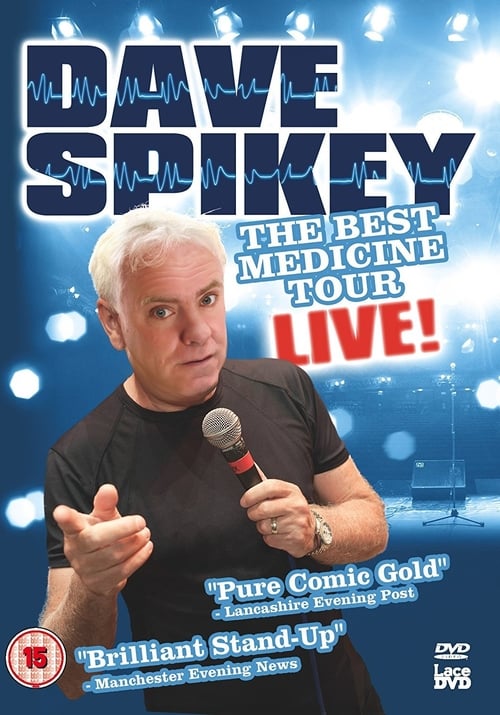 DAVE
SPIKEY
THE BEST
MEDICINE
TOUR
LIVE!
"Pure Comic Gold"
- Lancashire Evening Post
"Brilliant Stand-Up"
- Manchester Evening News
15
DVD
Lace
DVD